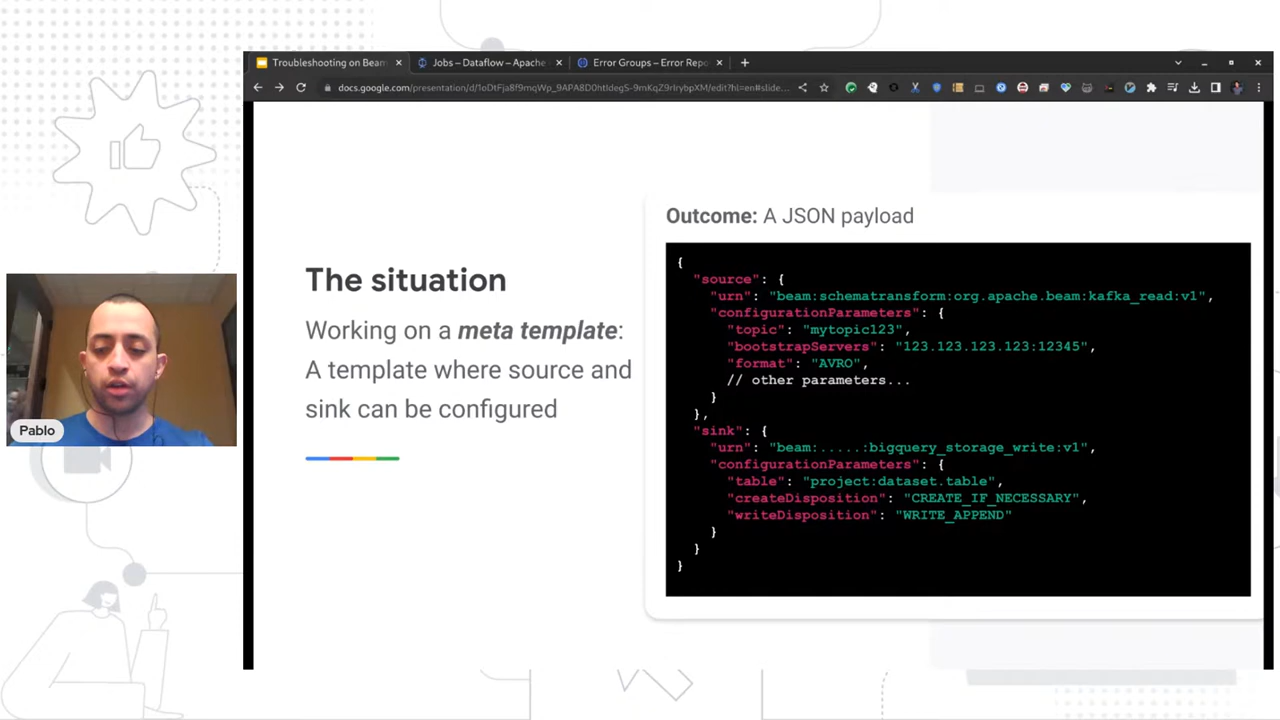 Troubleshooting on Beam
Jobs – Dataflow – Apache
Error Groups – Error Repo
The situation
Working on a meta template:
A template where source and
sink can be configured
Outcome: A JSON payload
{
"source": {
"urn": "beam:schematransform:org.apache.beam:kafka_read:v1",
"configurationParameters": {
"topic": "mytopic123",
"bootstrapServers": "123.123.123.123:12345",
"format": "AVRO",
// other parameters...
}
},
"sink": {
"urn": "beam:.....:bigquery_storage_write:v1",
"configurationParameters": {
"table": "project:dataset.table",
"createDisposition": "CREATE_IF_NECESSARY",
"writeDisposition": "WRITE_APPEND"
}
}
}
Pablo